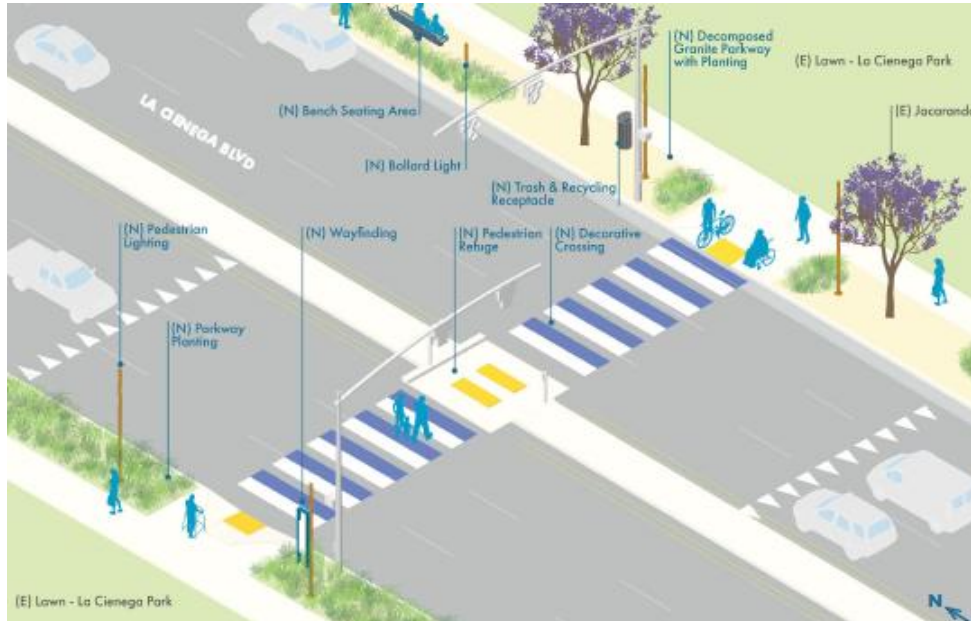 (N) Decomposed
Granite Parkway
with Planting
(E) Lawn - La Cienega Park
(N) Bench Seating Area
(E) Jacaranda
LA CIENEGA BLVD
(N) Bollard Light
(N) Trash & Recycling
Receptacle
(N) Pedestrian
Lighting
(N) Wayfinding
(N) Pedestrian
Refuge
(N) Decorative
Crossing
(N) Parkway
Planting
(E) Lawn - La Cienega Park
N